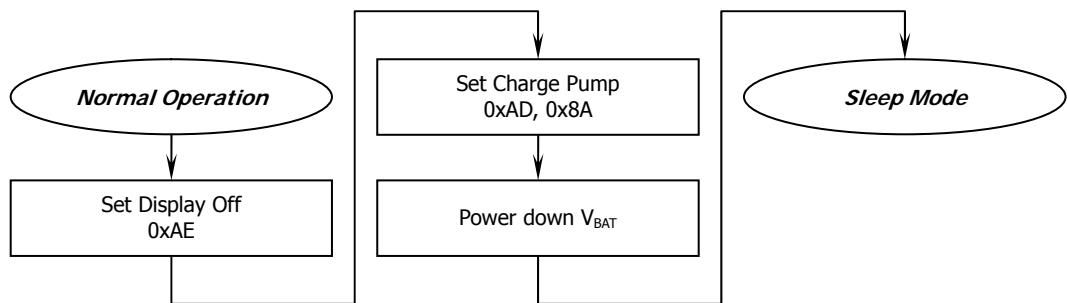 Normal Operation
Set Display Off
0xAE
Set Charge Pump
0xAD, 0x8A
Power down VBAT
Sleep Mode